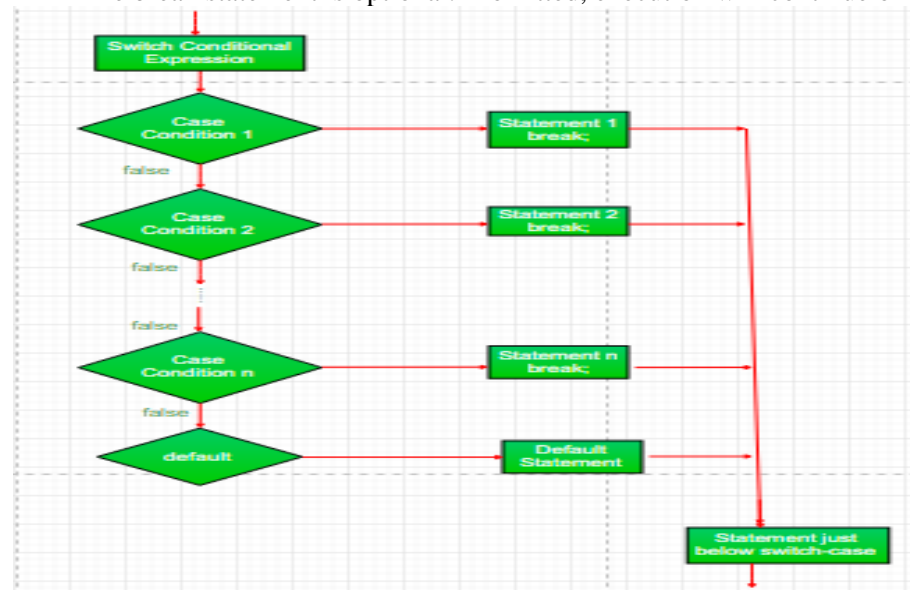 Switch Conditional
Expression
Case
Condition 1
Statement 1
break;
false
Case
Condition 2
Statement 2
break;
false
false
Case
Condition n
Statement n
break;
false
default
Default
Statement
Statement just
below switch-case